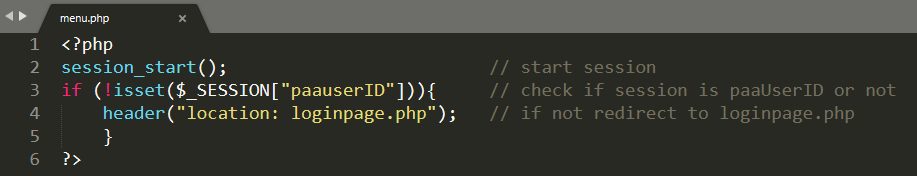 menu.php ×
1 <?php
2 session_start(); // start session
3 if (!isset($_SESSION["paauserID"])){ // check if session is paaUserID or not
4 header("location: loginpage.php"); // if not redirect to loginpage.php
5 }
6 ?>